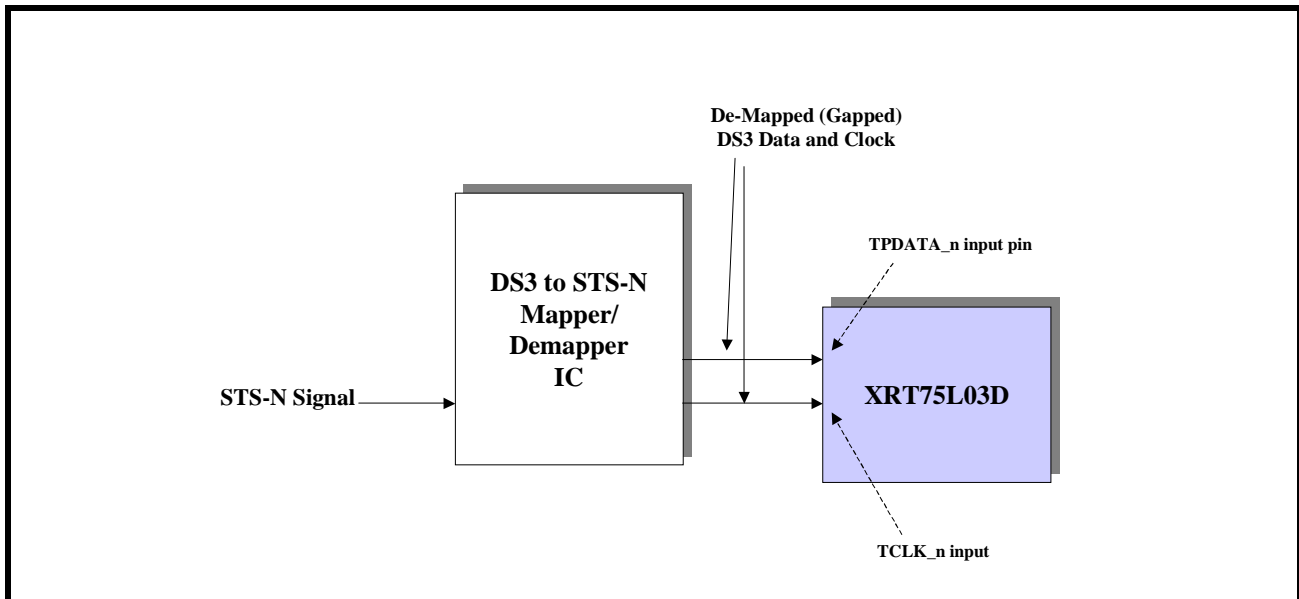 De-Mapped (Gapped)
DS3 Data and Clock
TPDATA_n input pin
DS3 to STS-N
Mapper/
Demapper
IC
STS-N Signal
XRT75L03D
TCLK_n input